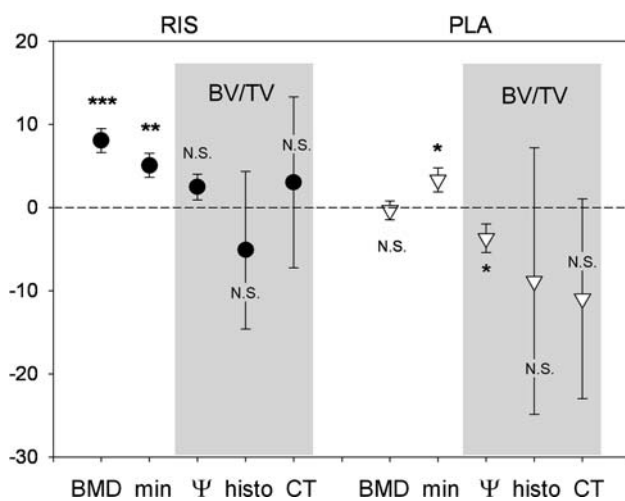 RIS PLA
20
10
0
-10
-20
-30
*** ** N.S. N.S. N.S.
BV/TV
N.S. * * N.S. N.S.
BV/TV
BMD min Ψ histo CT BMD min Ψ histo CT